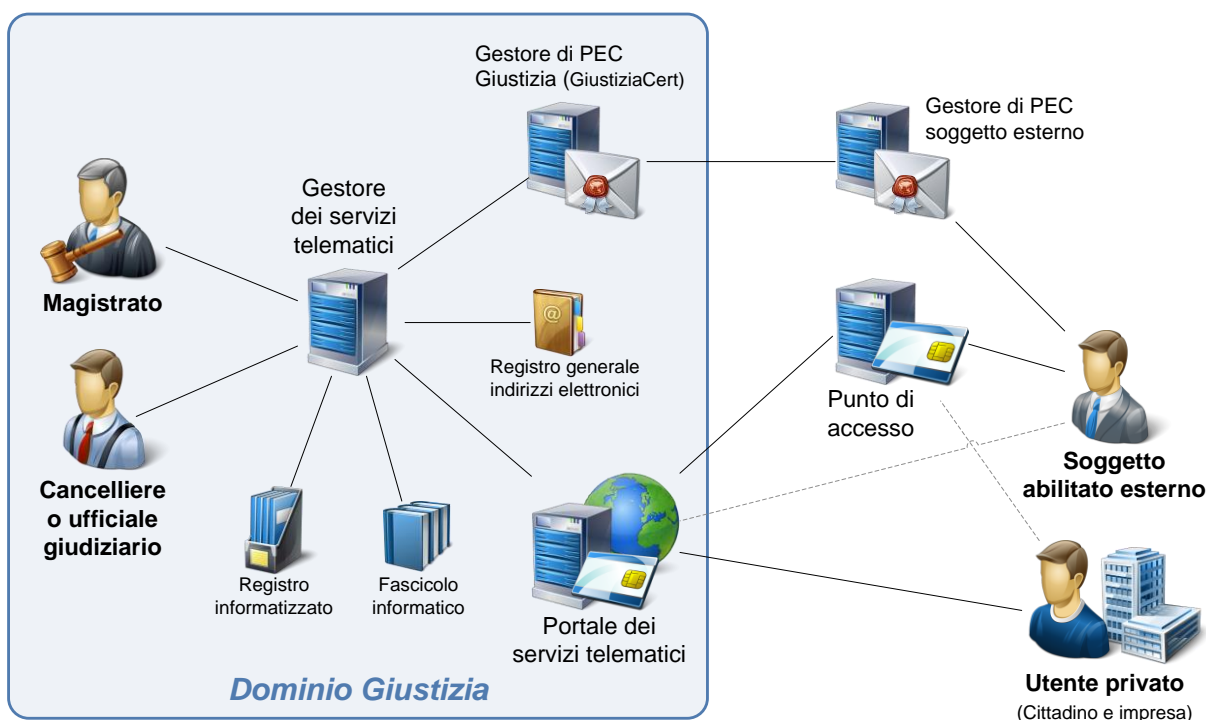 Gestore di PEC
Giustizia (GiustiziaCert)
Gestore di PEC
soggetto esterno
Gestore
dei servizi
telematici
Magistrato
@
Registro generale
indirizzi elettronici
Punto di
accesso
Soggetto
abilitato esterno
Cancelliere
o ufficiale
giudiziario
Registro
informatizzato
Fascicolo
informatico
Portale dei
servizi telematici
Dominio Giustizia
Utente privato
(Cittadino e impresa)